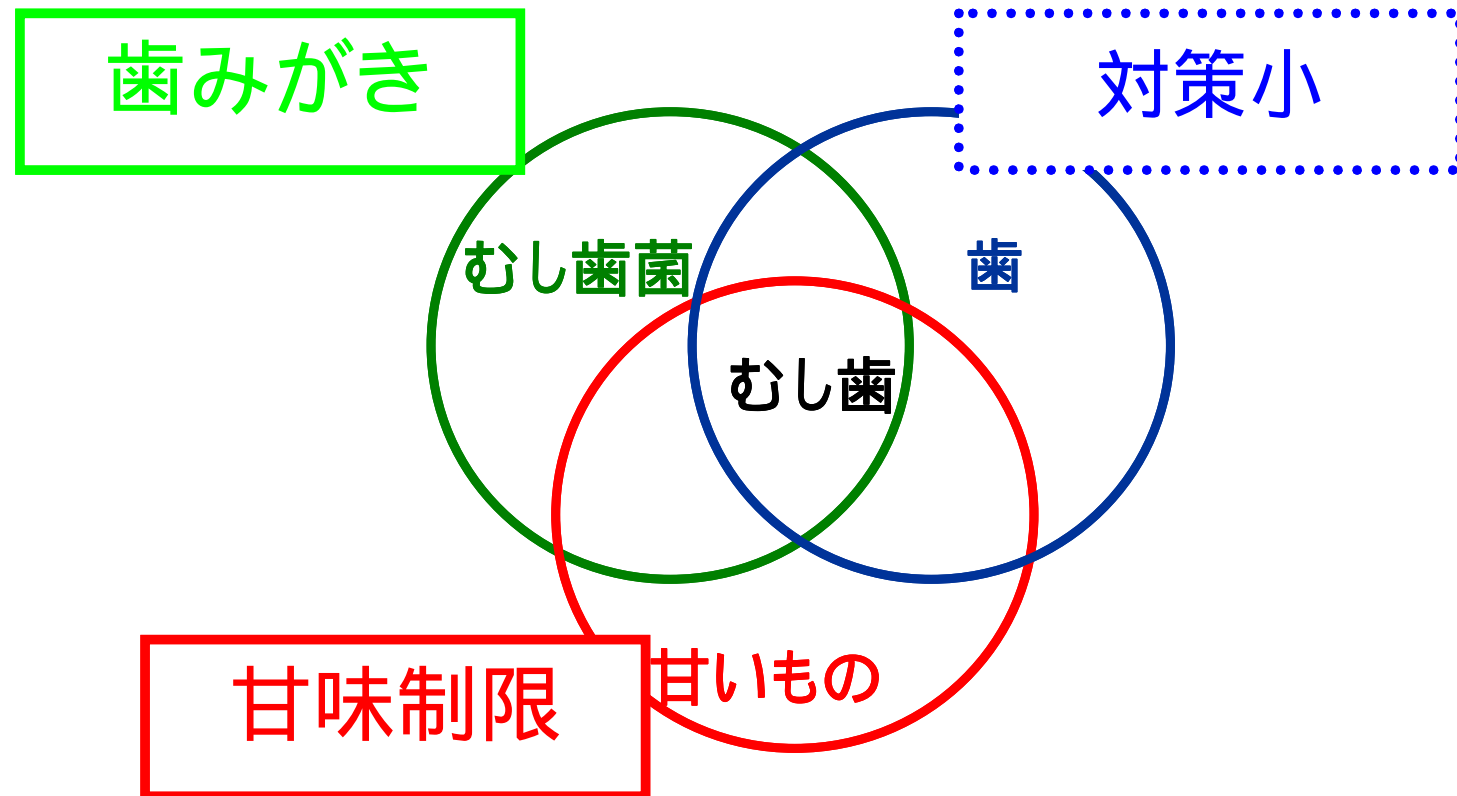 歯みがき
対策小
むし歯菌
歯
むし歯
甘いもの
甘味制限